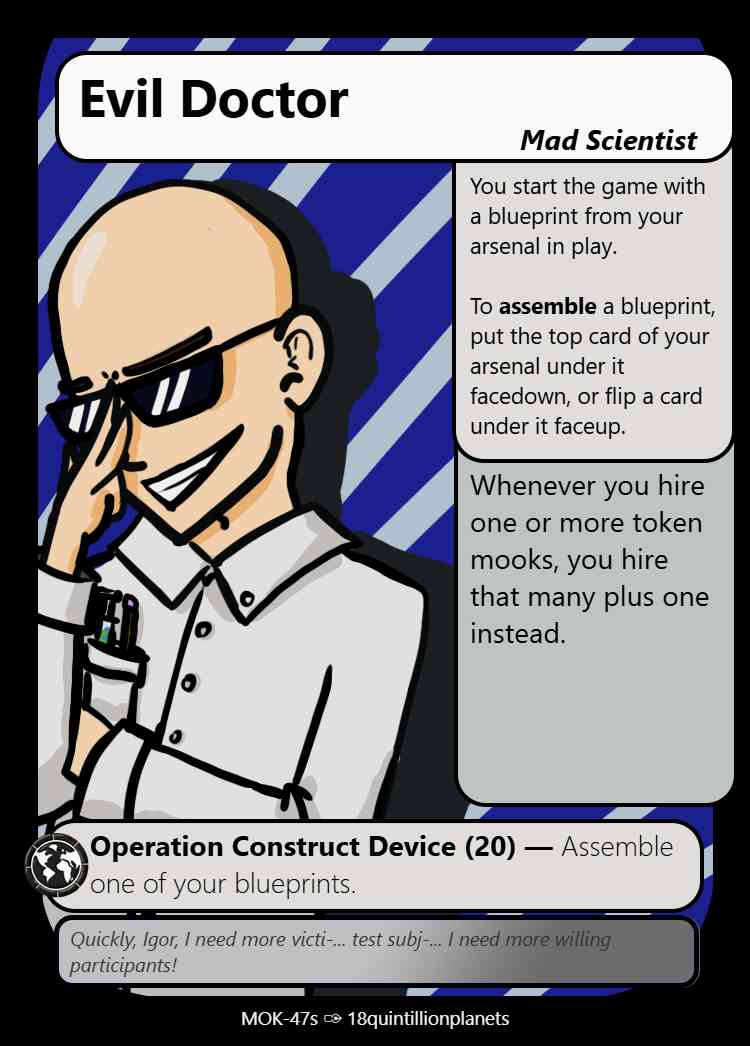 Evil Doctor
Mad Scientist
You start the game with
a blueprint from your
arsenal in play.
To assemble a blueprint,
put the top card of your
arsenal under it
facedown, or flip a card
under it faceup.
Whenever you hire
one or more token
mooks, you hire
that many plus one
instead.
Operation Construct Device (20) — Assemble
one of your blueprints.
Quickly, Igor, I need more victi-... test subj-... I need more willing
participants!
MOK-47s ➩ 18quintillionplanets